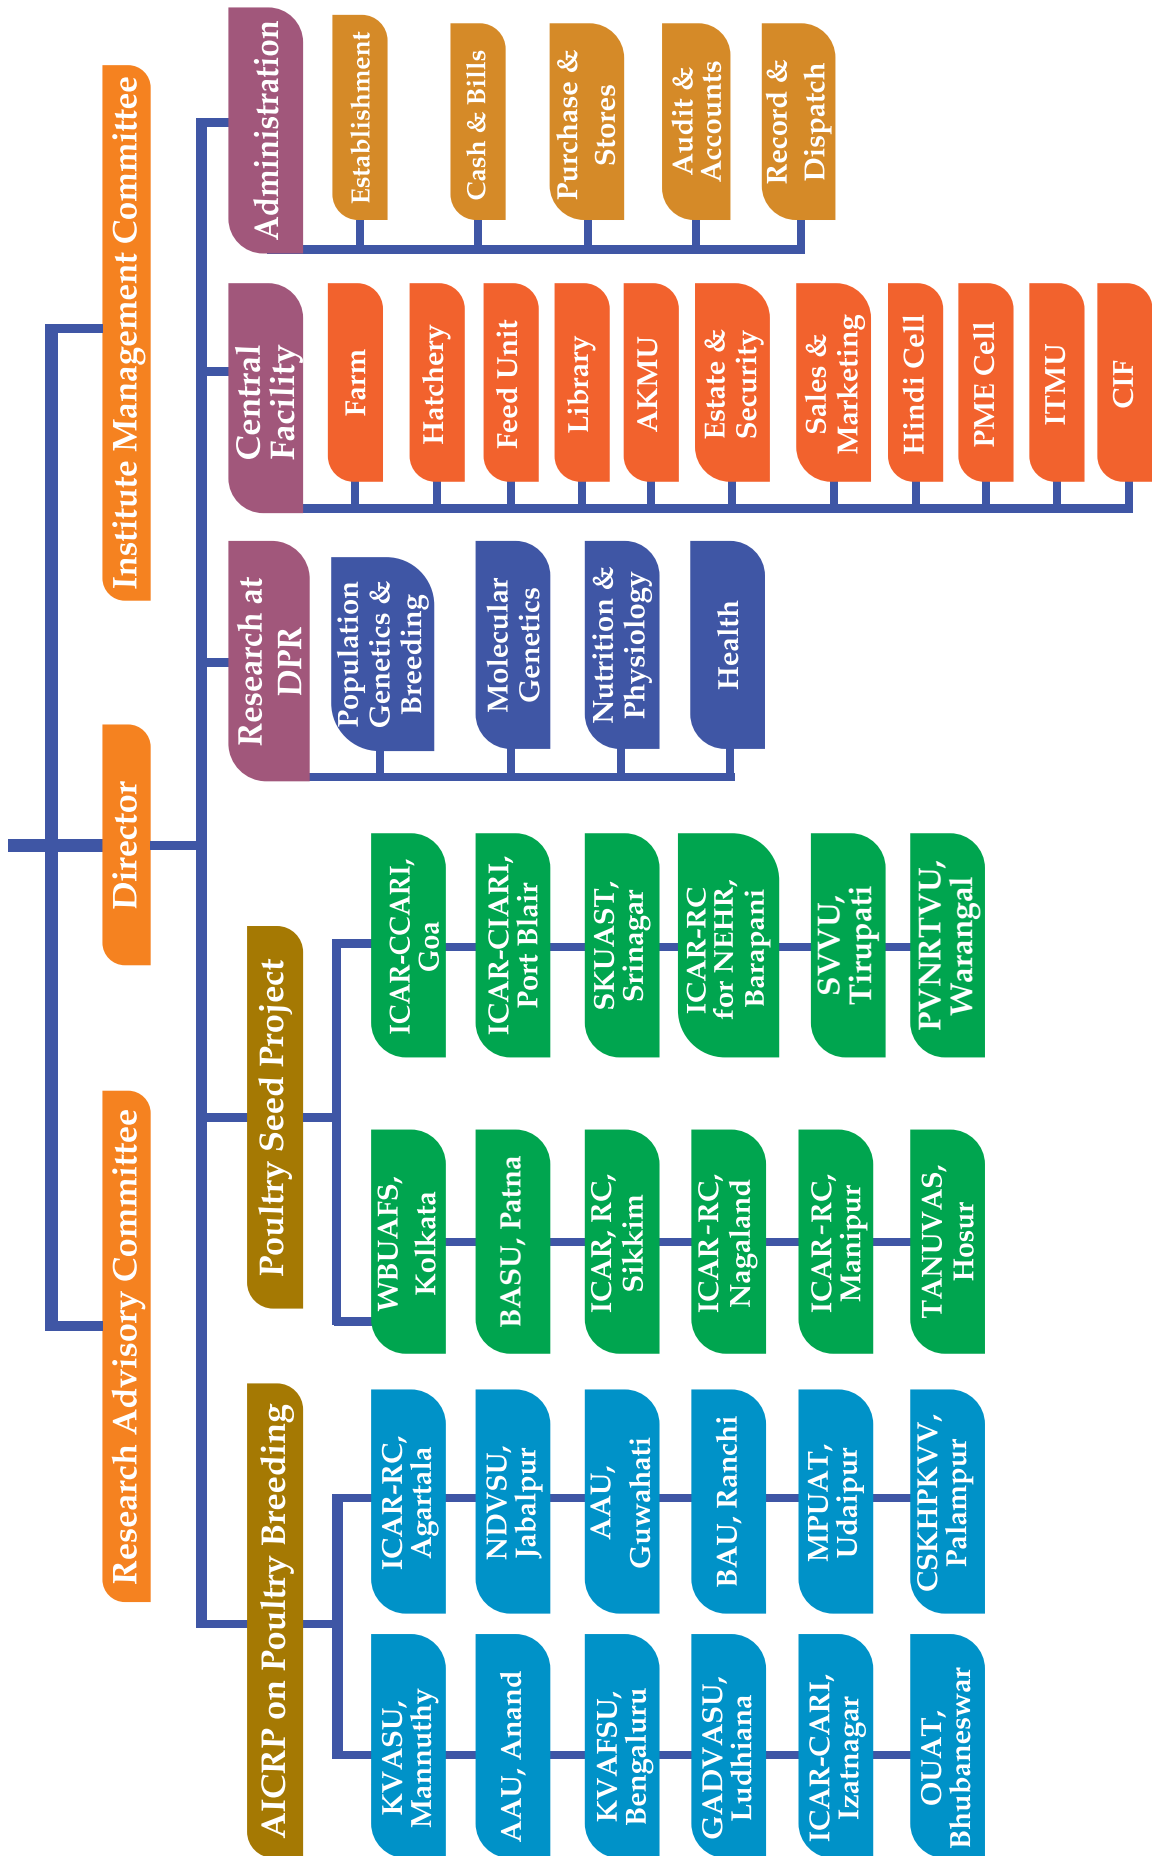 Research Advisory Committee
Director
Institute Management Committee
AICRP on Poultry Breeding
KVASU,
Mannuthy
AAU, Anand
KVAFSU,
Bengaluru
GADVASU,
Ludhiana
ICAR-CARI,
Izatnagar
OUAT,
Bhubaneswar
ICAR-RC,
Agartala
NDVSU,
Jabalpur
AAU,
Guwahati
BAU, Ranchi
MPUAT,
Udaipur
CSKHPKVV,
Palampur
Poultry Seed Project
WBUAFS,
Kolkata
BASU, Patna
ICAR, RC,
Sikkim
ICAR-RC,
Nagaland
ICAR-RC,
Manipur
TANUVAS,
Hosur
ICAR-CCARI,
Goa
ICAR-CIARI,
Port Blair
SKUAST,
Srinagar
ICAR-RC
for NEHR,
Barapani
SVVU,
Tirupati
PVNRTVU,
Warangal
Research at
DPR
Population
Genetics &
Breeding
Molecular
Genetics
Nutrition &
Physiology
Health
Central
Facility
Farm
Hatchery
Feed Unit
Library
AKMU
Estate &
Security
Sales &
Marketing
Hindi Cell
PME Cell
ITMU
CIF
Administration
Establishment
Cash & Bills
Purchase &
Stores
Audit &
Accounts
Record &
Dispatch